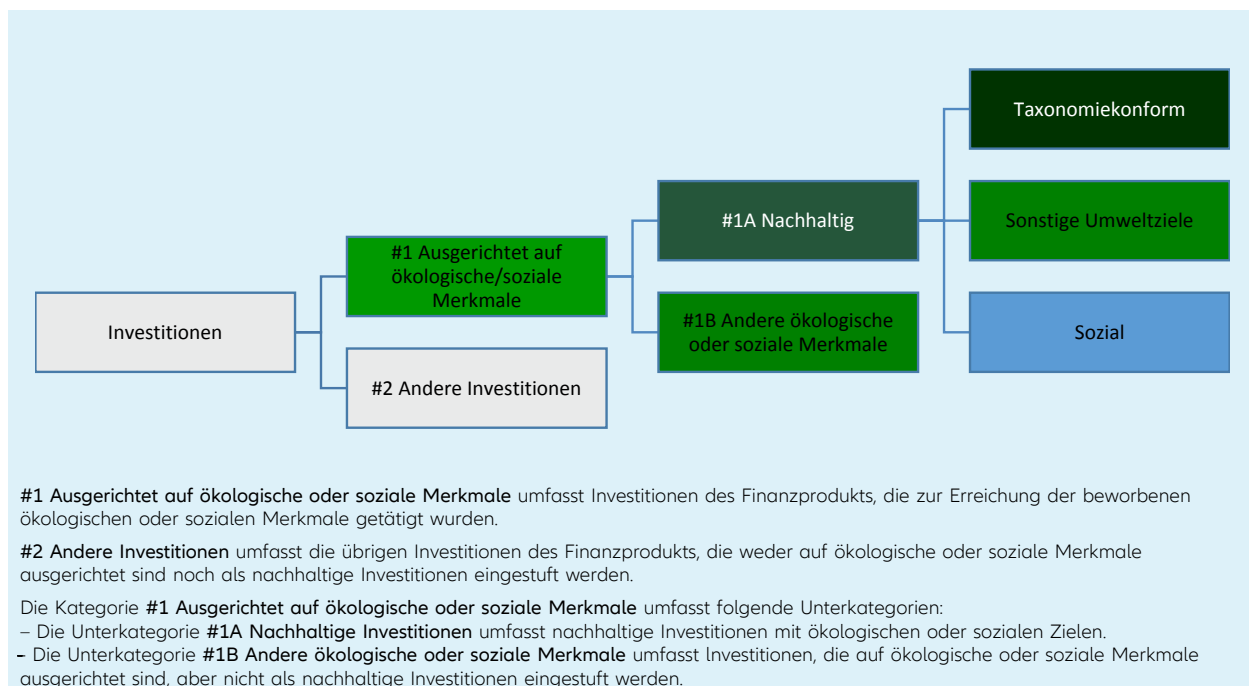 Taxonomiekonform
#1A Nachhaltig
Sonstige Umweltziele
#1 Ausgerichtet auf
ökologische/soziale
Merkmale
Investitionen
#1B Andere ökologische
oder soziale Merkmale
Sozial
#2 Andere Investitionen
#1 Ausgerichtet auf ökologische oder soziale Merkmale umfasst Investitionen des Finanzprodukts, die zur Erreichung der beworbenen
ökologischen oder sozialen Merkmale getätigt wurden.
#2 Andere Investitionen umfasst die übrigen Investitionen des Finanzprodukts, die weder auf ökologische oder soziale Merkmale
ausgerichtet sind noch als nachhaltige Investitionen eingestuft werden.
Die Kategorie #1 Ausgerichtet auf ökologische oder soziale Merkmale umfasst folgende Unterkategorien:
– Die Unterkategorie #1A Nachhaltige Investitionen umfasst nachhaltige Investitionen mit ökologischen oder sozialen Zielen.
- Die Unterkategorie #1B Andere ökologische oder soziale Merkmale umfasst Investitionen, die auf ökologische oder soziale Merkmale
ausgerichtet sind, aber nicht als nachhaltige Investitionen eingestuft werden.